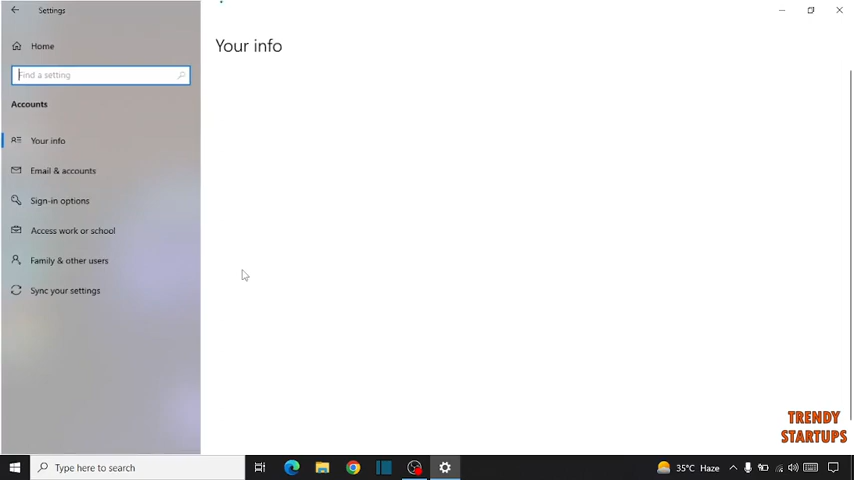 Settings
Home
Find a setting
Accounts
Your info
Email & accounts
Sign-in options
Access work or school
Family & other users
Sync your settings
Your info
TRENDY
STARTUPS
Type here to search
35°C Haze